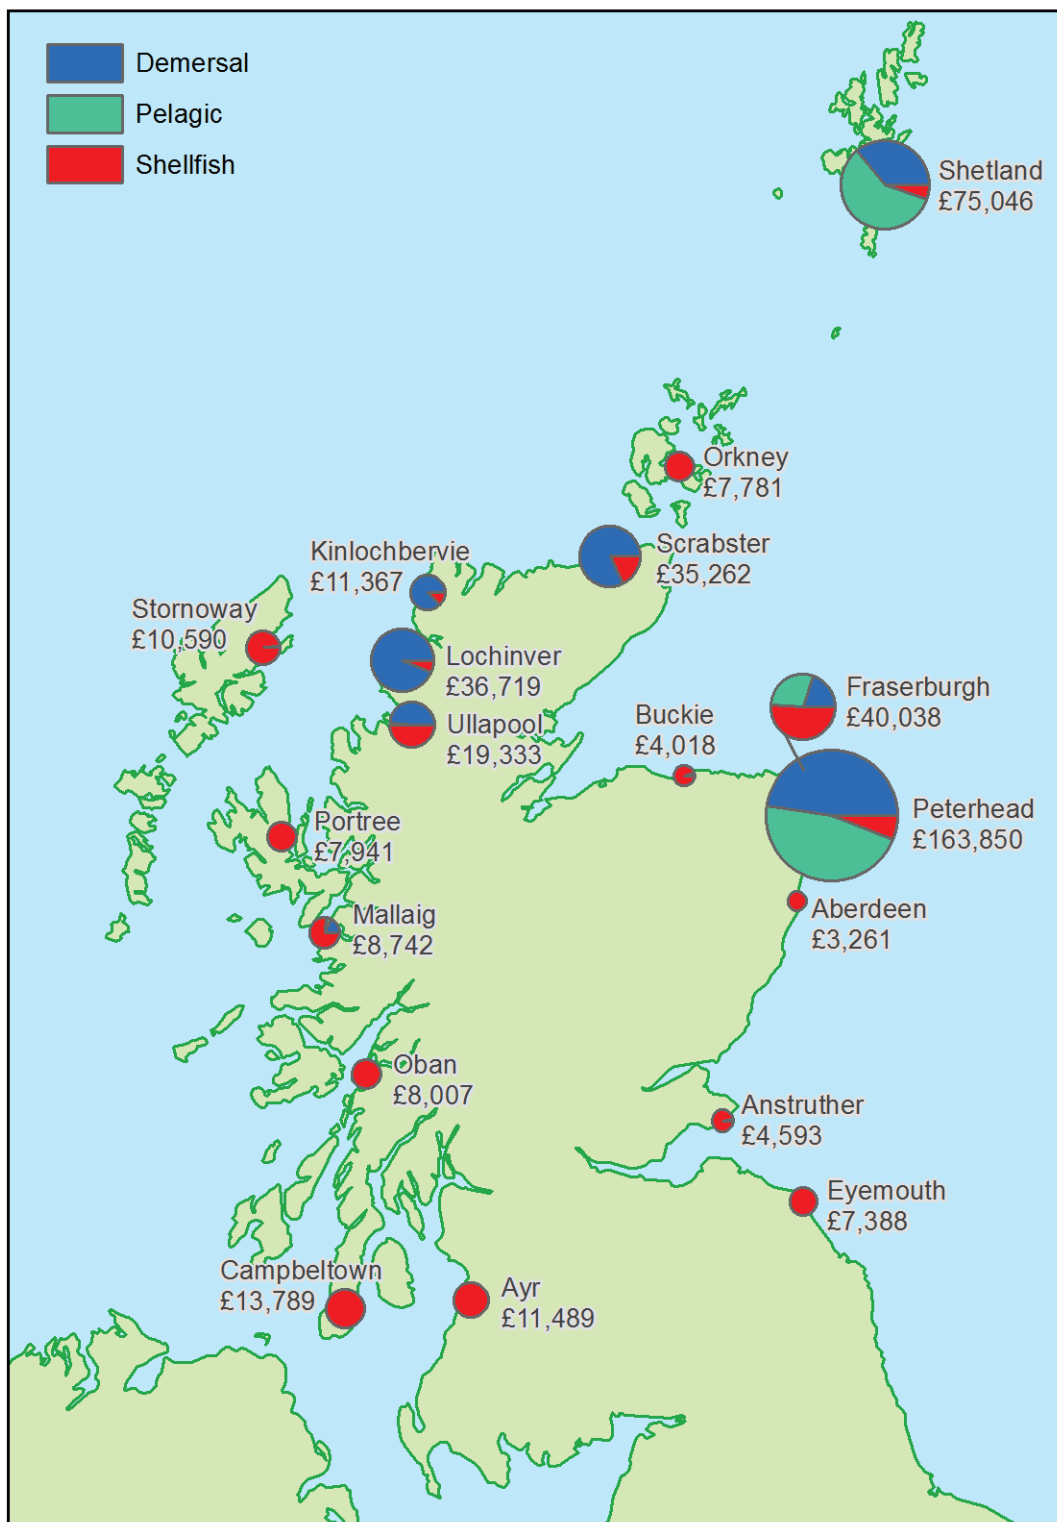 Demersal
Pelagic
Shellfish
Shetland
£75,046
Orkney
£7,781
Scrabster
£35,262
Kinlochbervie
£11,367
Stornoway
£10,590
Lochinver
£36,719
Ullapool
£19,333
Fraserburgh
£40,038
Buckie
£4,018
Peterhead
£163,850
Portree
£7,941
Aberdeen
£3,261
Mallaig
£8,742
Oban
£8,007
Anstruther
£4,593
Eyemouth
£7,388
Campbeltown
£13,789
Ayr
£11,489